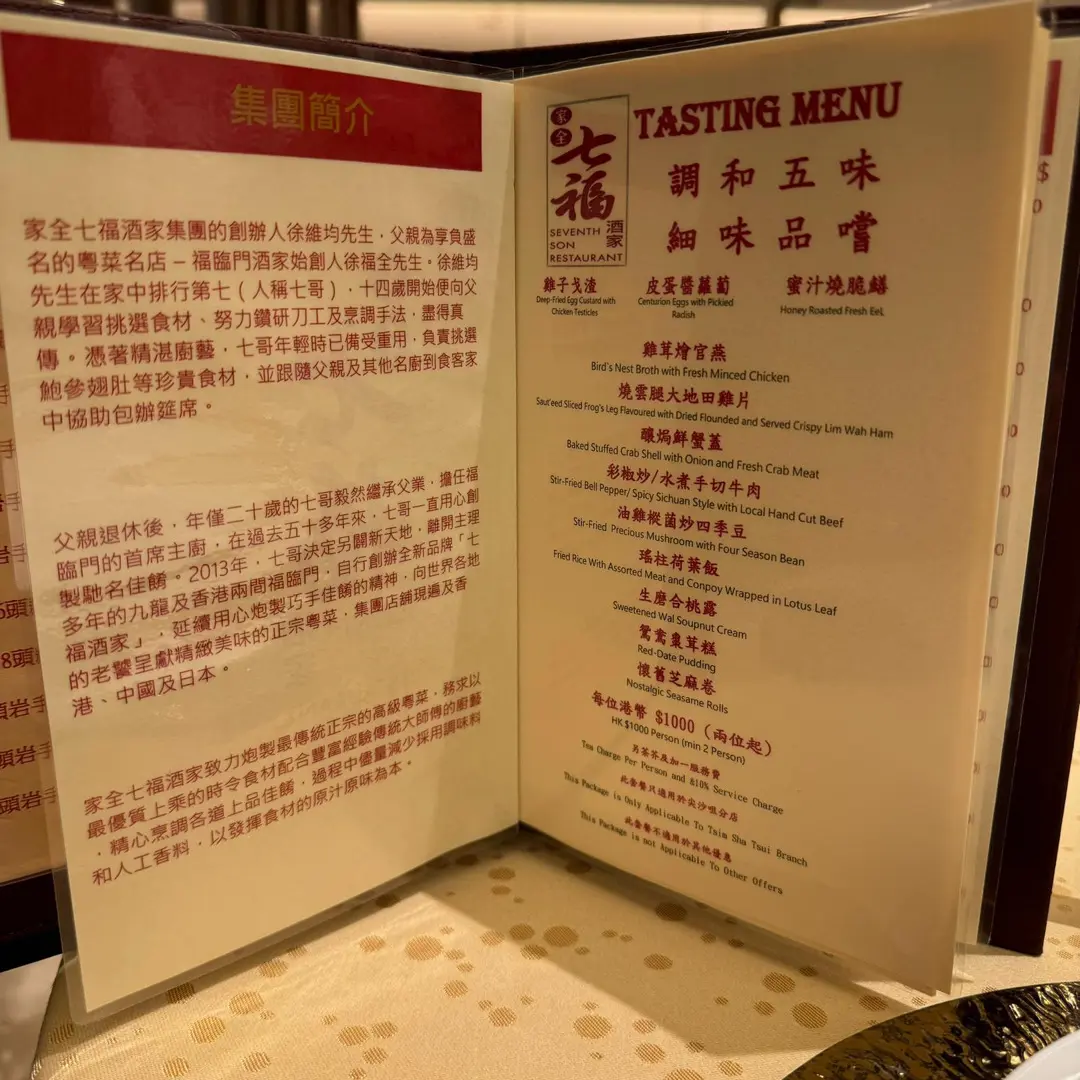 集團簡介
家全七福酒家集團的創辦人徐維均先生，父親為享負盛
名的粵菜名店－福臨門酒家始創人徐福全先生。徐維均
先生在家中排行第七（人稱七哥），十四歲開始便向父
親學習挑選食材、努力鑽研刀工及烹調手法，盡得真
傳。憑著精湛廚藝，七哥年輕時已備受重用，負責挑選
鮑參翅肚等珍貴食材，並跟隨父親及其他名廚到食客家
中協助包辦筵席。
父親退休後，年僅二十歲的七哥毅然繼承父業，擔任福
臨門的首席主廚，在過去五十多年來，七哥一直用心創
製馳名佳餚。2013年，七哥決定另闢新天地，離開主理
多年的九龍及香港兩間福臨門，自行創辦全新品牌「七
福酒家」，延續用心炮製巧手佳餚的精神，向世界各地
的老饕呈獻精緻美味的正宗粵菜，集團店鋪現遍及香
港、中國及日本。
家全七福酒家致力炮製最傳統正宗的高級粵菜，務求以
最優質上乘的時令食材配合豐富經驗傳統大師傅的廚藝
，精心烹調各道上品佳餚，過程中儘量減少採用調味料
和人工香料，以發揮食材的原汁原味為本。
家全
七福
酒家
SEVENTH
SON
RESTAURANT
TASTING MENU
調和五味
細味品嚐
雞子戈渣
Deep-Fried Egg Custard with
Chicken Testicles
皮蛋醬蘿蔔
Centurion Eggs with Pickied
Radish
蜜汁燒脆鱔
Honey Roasted Fresh EeL
雞茸燴官燕
Bird's Nest Broth with Fresh Minced Chicken
燒雲腿大地田雞片
Saut'eed Sliced Frog's Leg Flavoured with Dried Flounded and Served Crispy Lim Wah Ham
釀焗鮮蟹蓋
Baked Stuffed Crab Shell with Onion and Fresh Crab Meat
彩椒炒/水煮手切牛肉
Stir-Fried Bell Pepper/ Spicy Sichuan Style with Local Hand Cut Beef
油雞樅菌炒四季豆
Stir-Fried Precious Mushroom with Four Season Bean
瑤柱荷葉飯
Fried Rice With Assorted Meat and Conpoy Wrapped in Lotus Leaf
生磨合桃露
Sweetened Wal Soupnut Cream
鴛鴦棗茸糕
Red-Date Pudding
懷舊芝麻卷
Nostalgic Seasarne Rolls
每位港幣 $1000（兩位起）
HK $1000 Person (min 2 Person)
另茶芥及加一服務費
Tea Charge Per Person and &10% Service Charge
此套餐只適用於尖沙咀分店
This Package is Only Applicable To Tsim Sha Tsui Branch
此套餐不適用於其他優惠
This Package is not Applicable To Other Offers